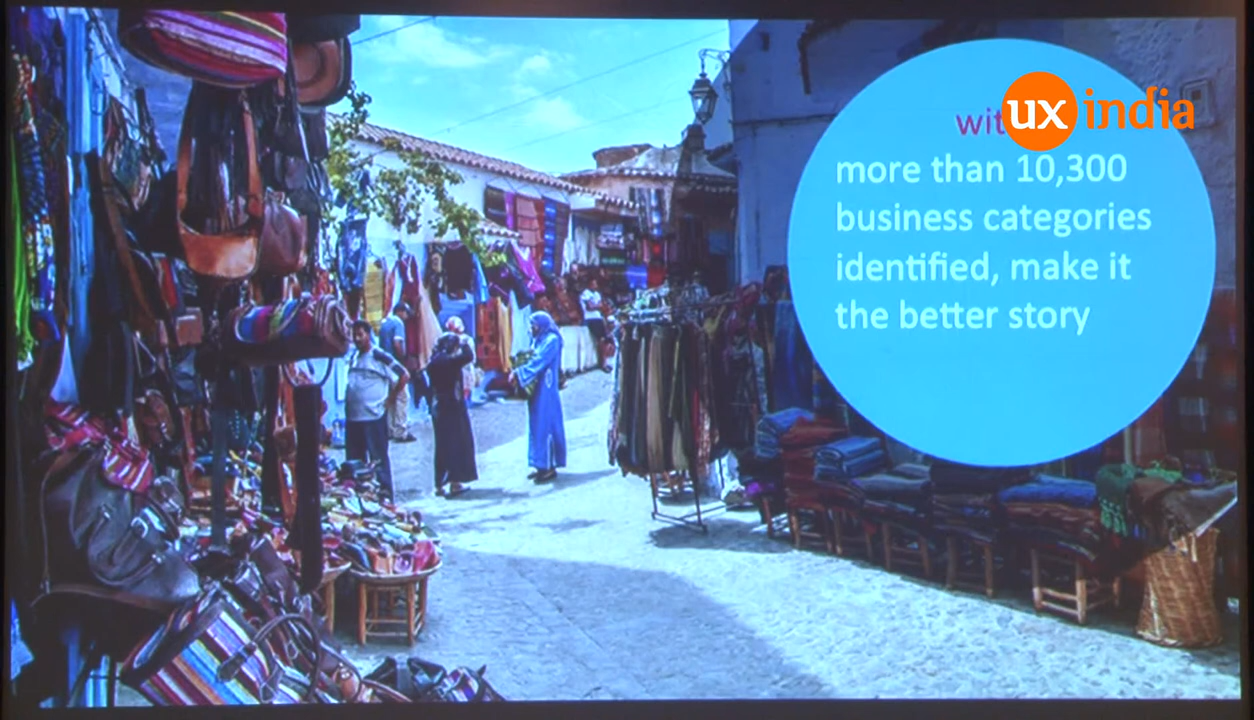 ux india
more than 10,300
business categories
identified, make it
the better story